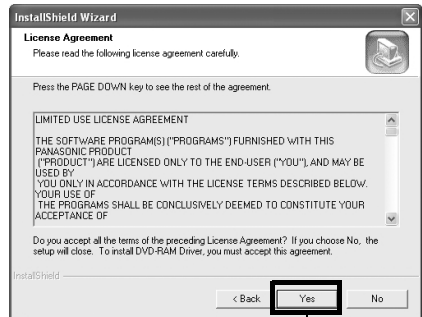 InstallShield Wizard
License Agreement
Please read the following license agreement carefully.
Press the PAGE DOWN key to see the rest of the agreement.
LIMITED USE LICENSE AGREEMENT
THE SOFTWARE PROGRAM(S) ("PROGRAMS") FURNISHED WITH THIS
PANASONIC PRODUCT
("PRODUCT") ARE LICENSED ONLY TO THE END-USER ("YOU"), AND MAY BE
USED BY
YOU ONLY IN ACCORDANCE WITH THE LICENSE TERMS DESCRIBED BELOW.
YOUR USE OF
THE PROGRAMS SHALL BE CONCLUSIVELY DEEMED TO CONSTITUTE YOUR
ACCEPTANCE OF
Do you accept all the terms of the preceding License Agreement? If you choose No, the
setup will close. To install DVD-RAM Driver, you must accept this agreement.
InstallShield
< Back
Yes
No